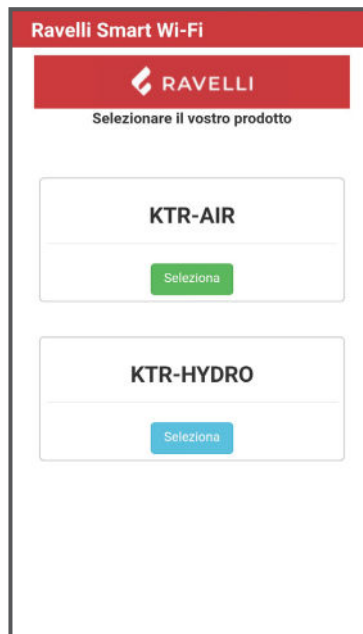 Ravelli Smart Wi-Fi
RAVELLI
Selezionare il vostro prodotto
KTR-AIR
Seleziona
KTR-HYDRO
Seleziona